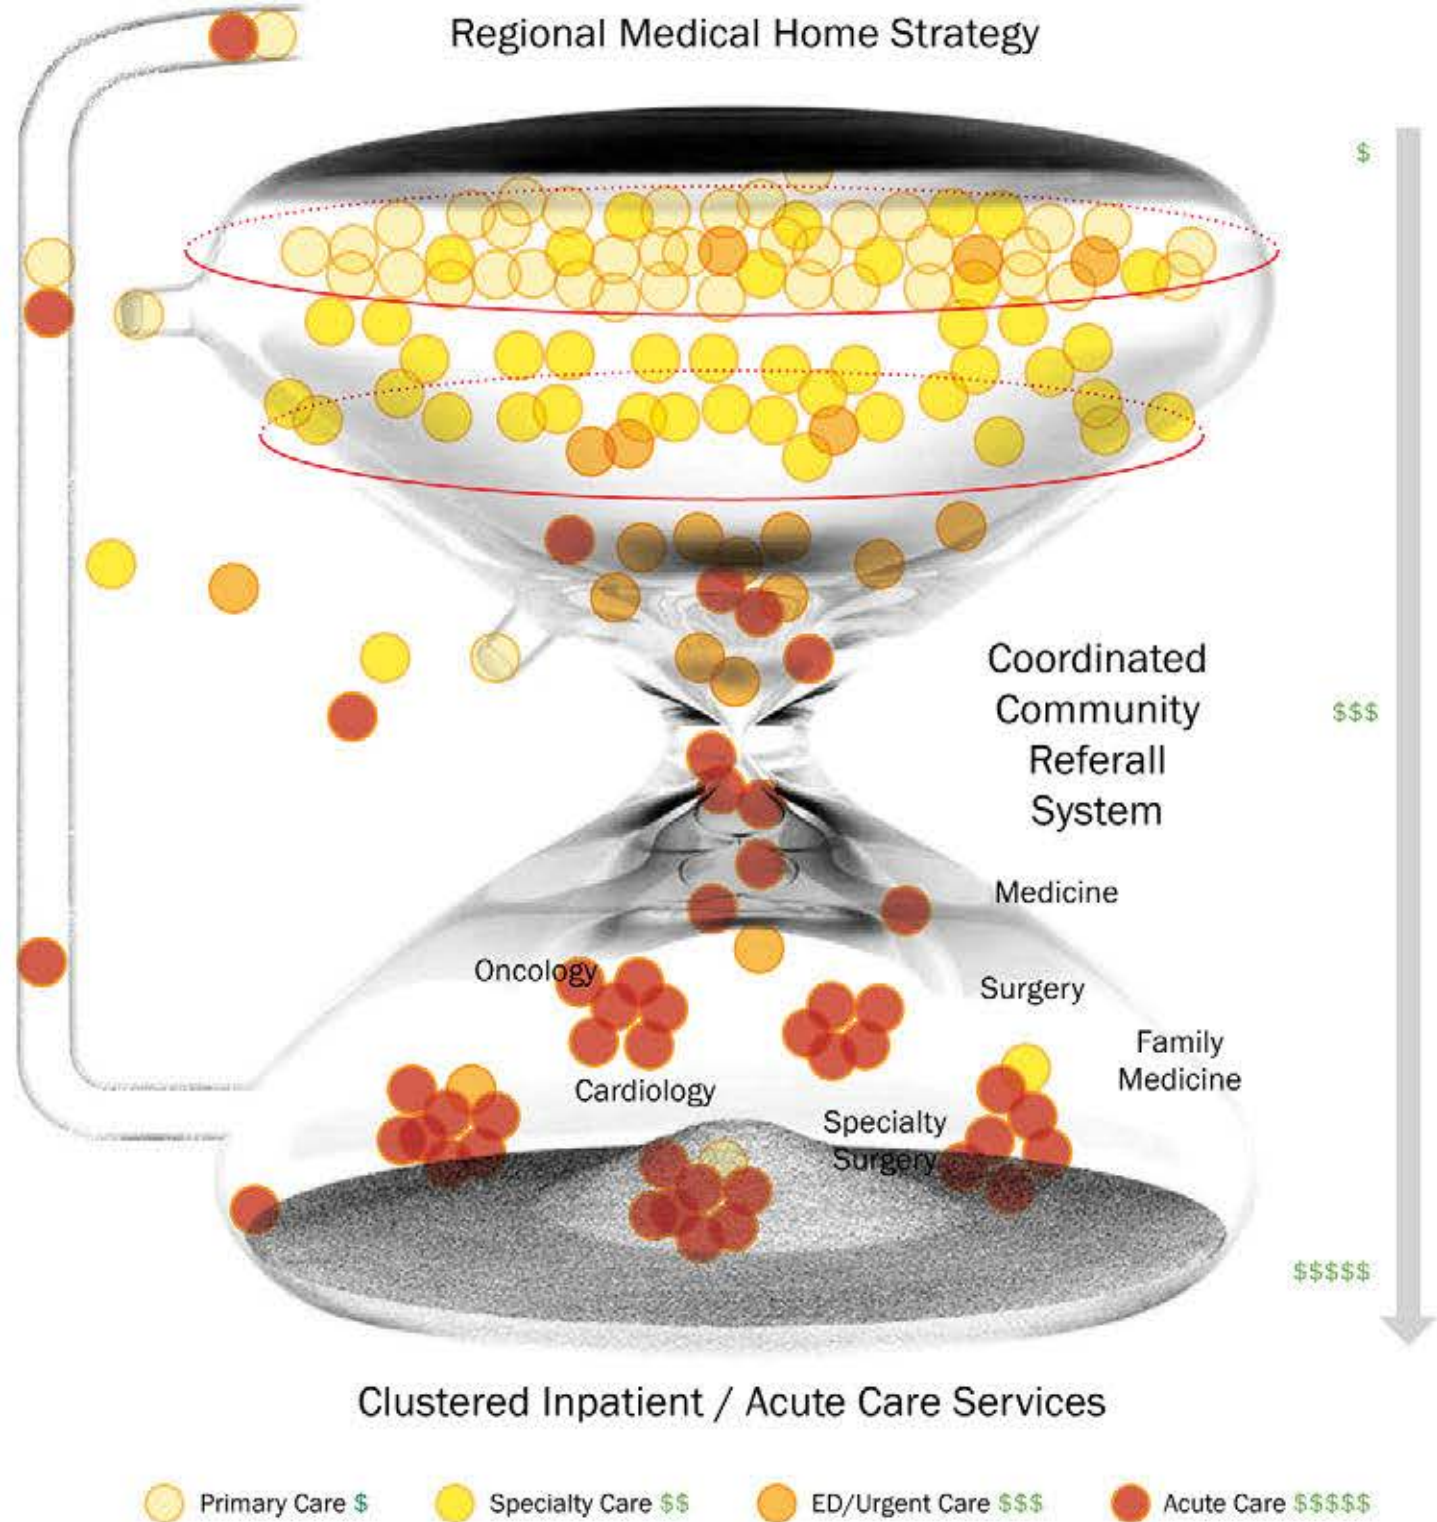 Regional Medical Home Strategy
$
Coordinated
Community
Referall
System
$$$
Medicine
Oncology
Surgery
Family
Medicine
Cardiology
Specialty
Surgery
$$$$$
Clustered Inpatient / Acute Care Services
Primary Care $
Specialty Care $$
ED/Urgent Care $$$
Acute Care $$$$$